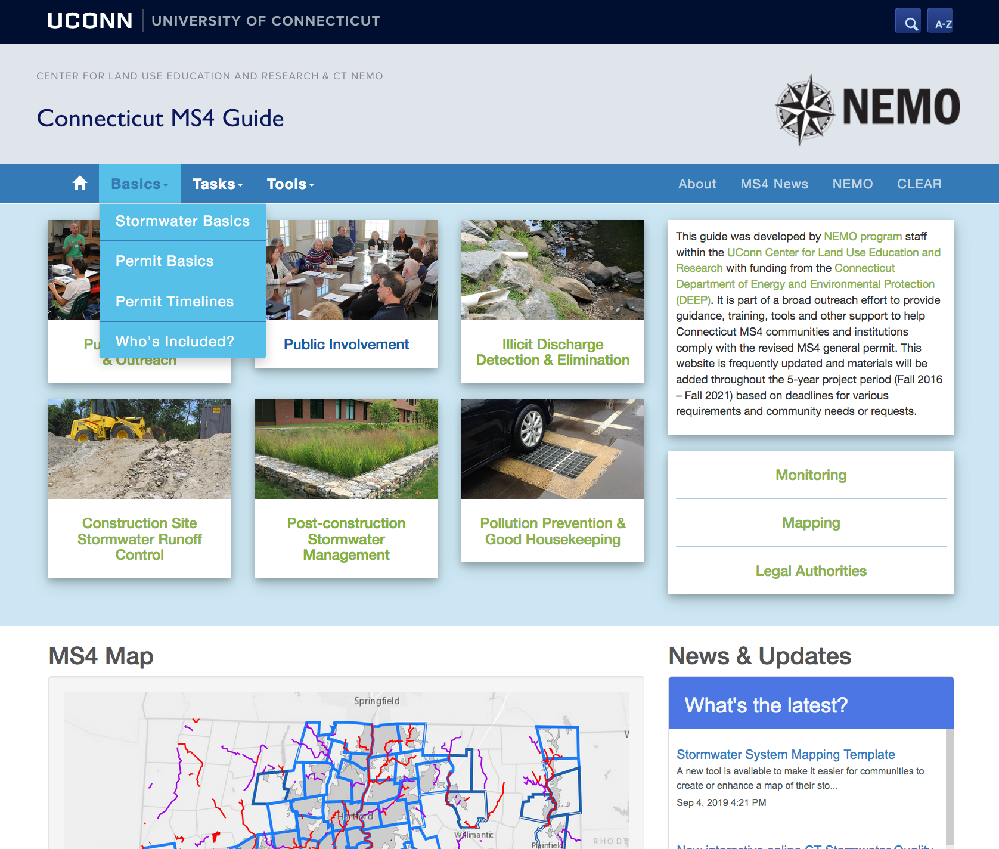 UCONN
UNIVERSITY OF CONNECTICUT
A-Z
CENTER FOR LAND USE EDUCATION AND RESEARCH & CT NEMO
Connecticut MS4 Guide
NEMO
Basics
Tasks
Tools
About
MS4 News
NEMO
CLEAR
Stormwater Basics
Permit Basics
Permit Timelines
Who's Included?
Pu
& Outreach
Public Involvement
Illicit Discharge
Detection & Elimination
Construction Site
Stormwater Runoff
Control
Post-construction
Stormwater
Management
Pollution Prevention &
Good Housekeeping
This guide was developed by NEMO program staff
within the UConn Center for Land Use Education and
Research with funding from the Connecticut
Department of Energy and Environmental Protection
(DEEP). It is part of a broad outreach effort to provide
guidance, training, tools and other support to help
Connecticut MS4 communities and institutions
comply with the revised MS4 general permit. This
website is frequently updated and materials will be
added throughout the 5-year project period (Fall 2016
– Fall 2021) based on deadlines for various
requirements and community needs or requests.
Monitoring
Mapping
Legal Authorities
MS4 Map
Springfield
Hartford
Willimantic
Plainfield
RHODE
News & Updates
What's the latest?
Stormwater System Mapping Template
A new tool is available to make it easier for communities to
create or enhance a map of their sto...
Sep 4, 2019 4:21 PM
New interactive online CT Stormwater Quality